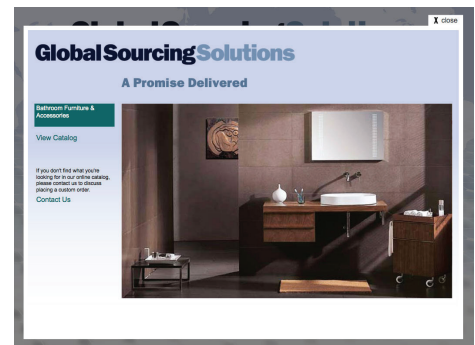 X close
GlobalSourcingSolutions
A Promise Delivered
Bathroom Furniture &
Accessories
View Catalog
If you don't find what you're
looking for in our online catalog,
please contact us to discuss
placing a custom order.
Contact Us